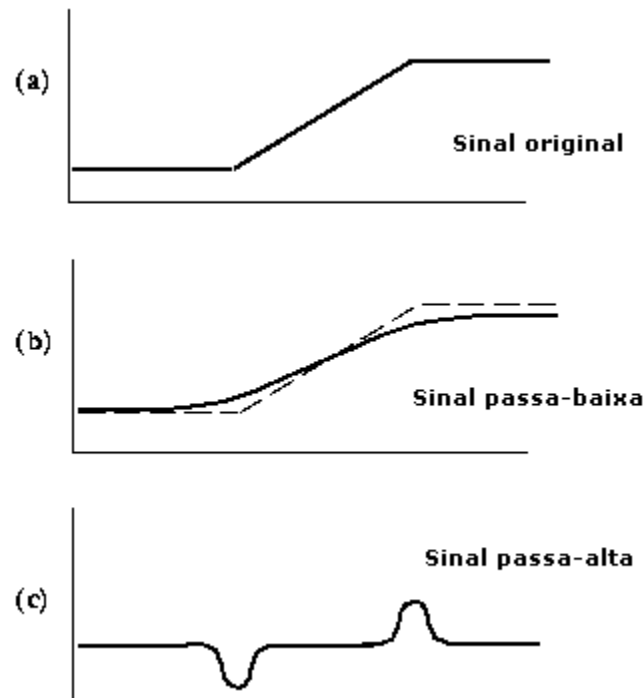 (a)
Sinal original
(b)
Sinal passa-baixa
Sinal passa-alta
(c)